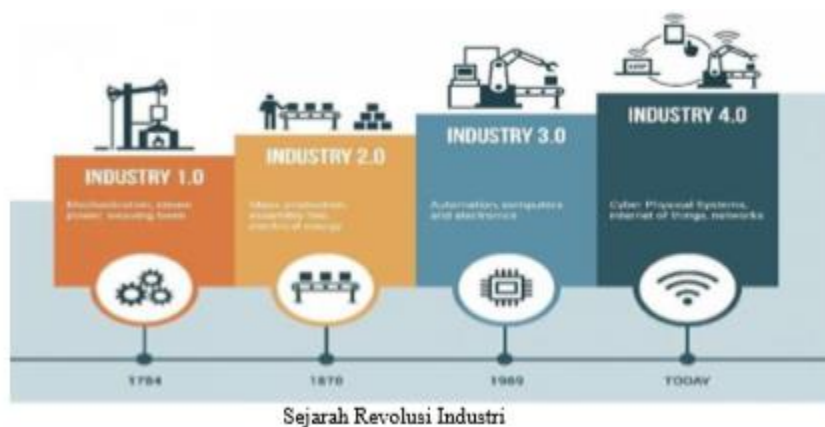 INDUSTRY 1.0
Mechanization, steam
power, weaving loom
INDUSTRY 2.0
Mass production,
assembly line,
electrical energy
INDUSTRY 3.0
Automation, computers
and electronics
INDUSTRY 4.0
Cyber Physical Systems,
internet of things, networks
1784
1870
1969
TODAY
Sejarah Revolusi Industri